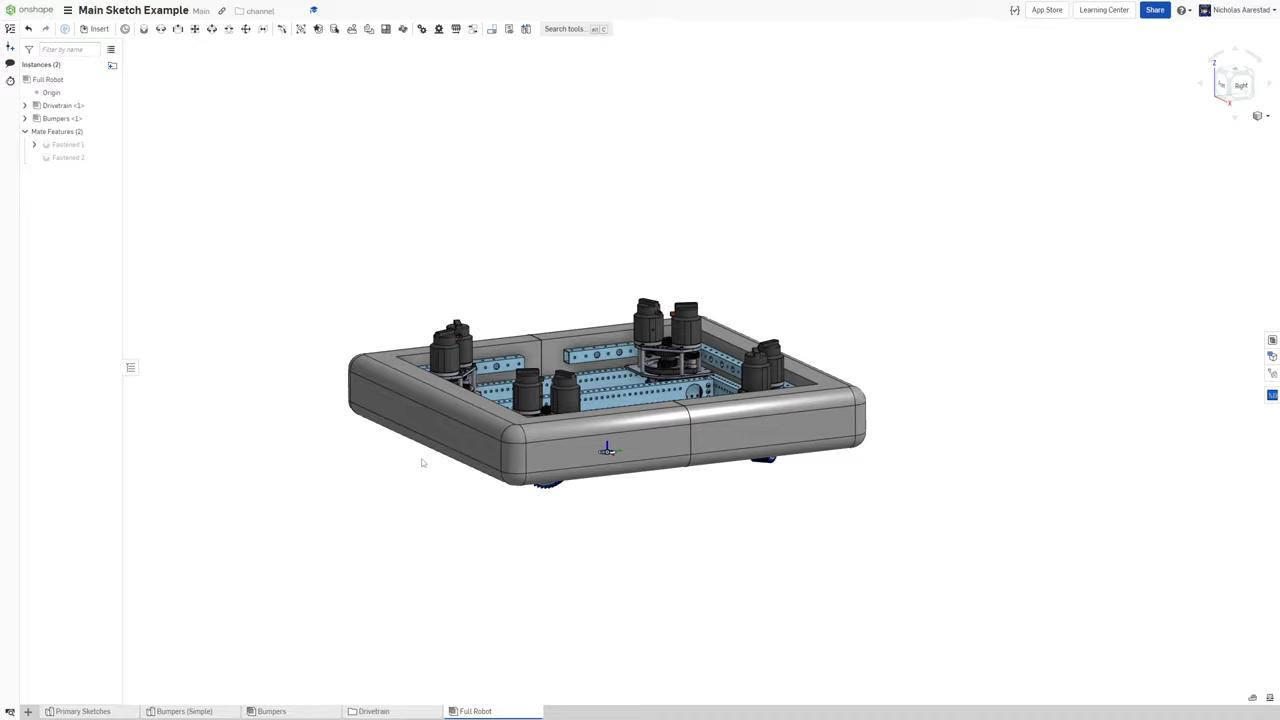 onshape
Main Sketch Example Main channel
App Store
Learning Center
Share
Nicholas Aarestad
Insert
Search tools... alt C
Filter by name
Instances (2)
Full Robot
Origin
Drivetrain <1>
Bumpers <1>
Mate Features (2)
Fastened 1
Fastened 2
Z
Right
X
Primary Sketches
Bumpers (Simple)
Bumpers
Drivetrain
Full Robot